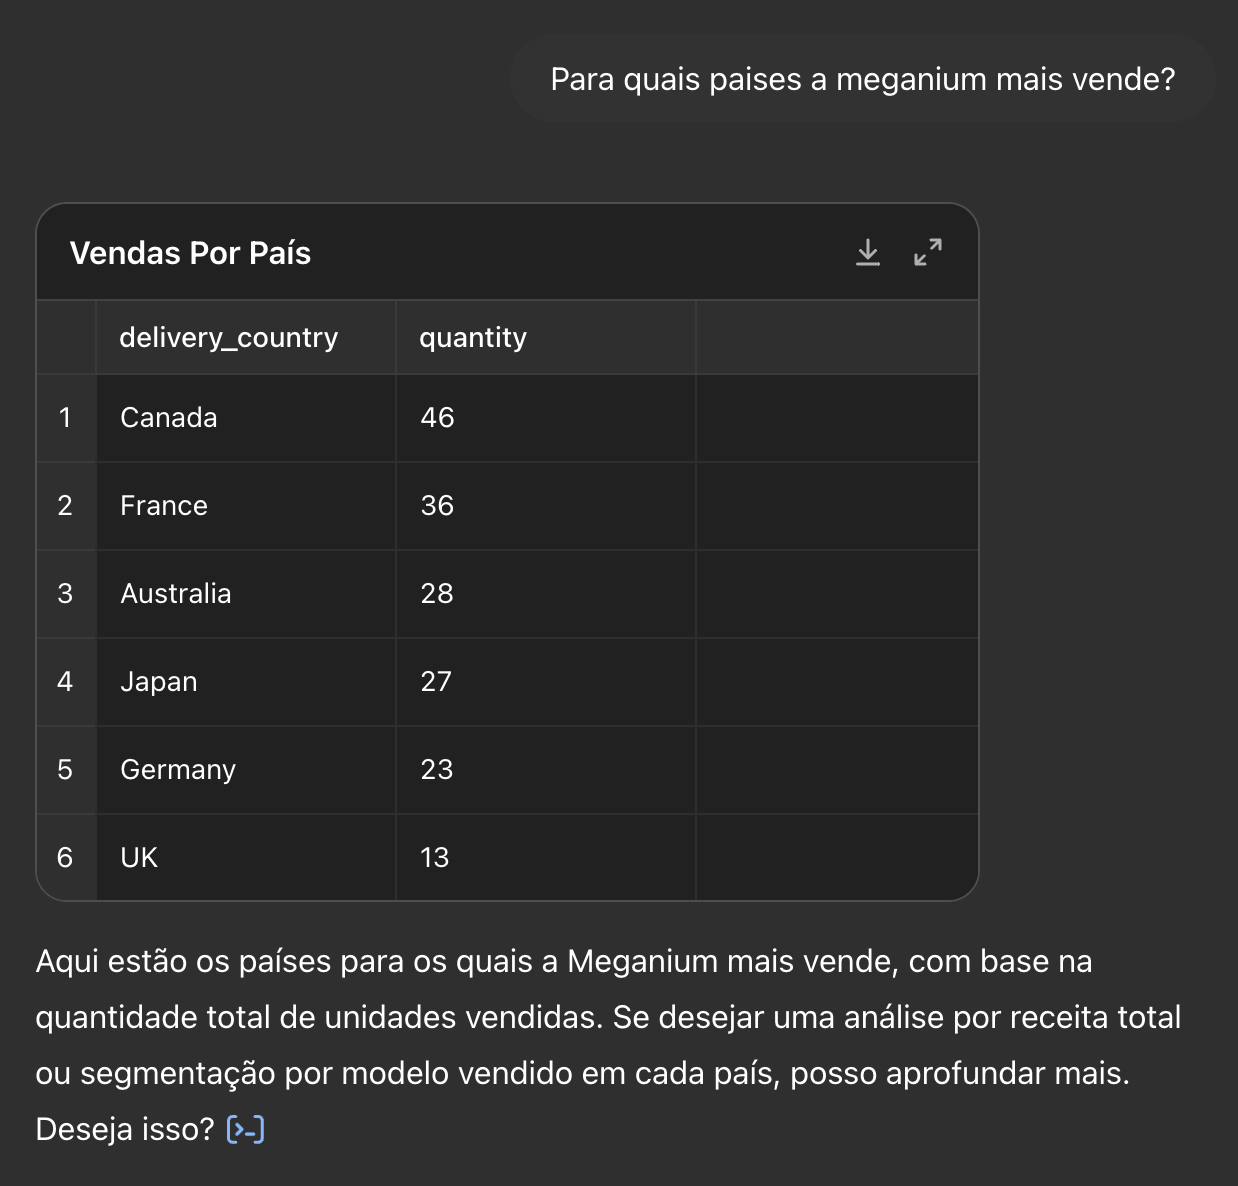 Para quais paises a meganium mais vende?
Vendas Por País
delivery_country quantity
1 Canada 46
2 France 36
3 Australia 28
4 Japan 27
5 Germany 23
6 UK 13
Aqui estão os países para os quais a Meganium mais vende, com base na
quantidade total de unidades vendidas. Se desejar uma análise por receita total
ou segmentação por modelo vendido em cada país, posso aprofundar mais.
Deseja isso?